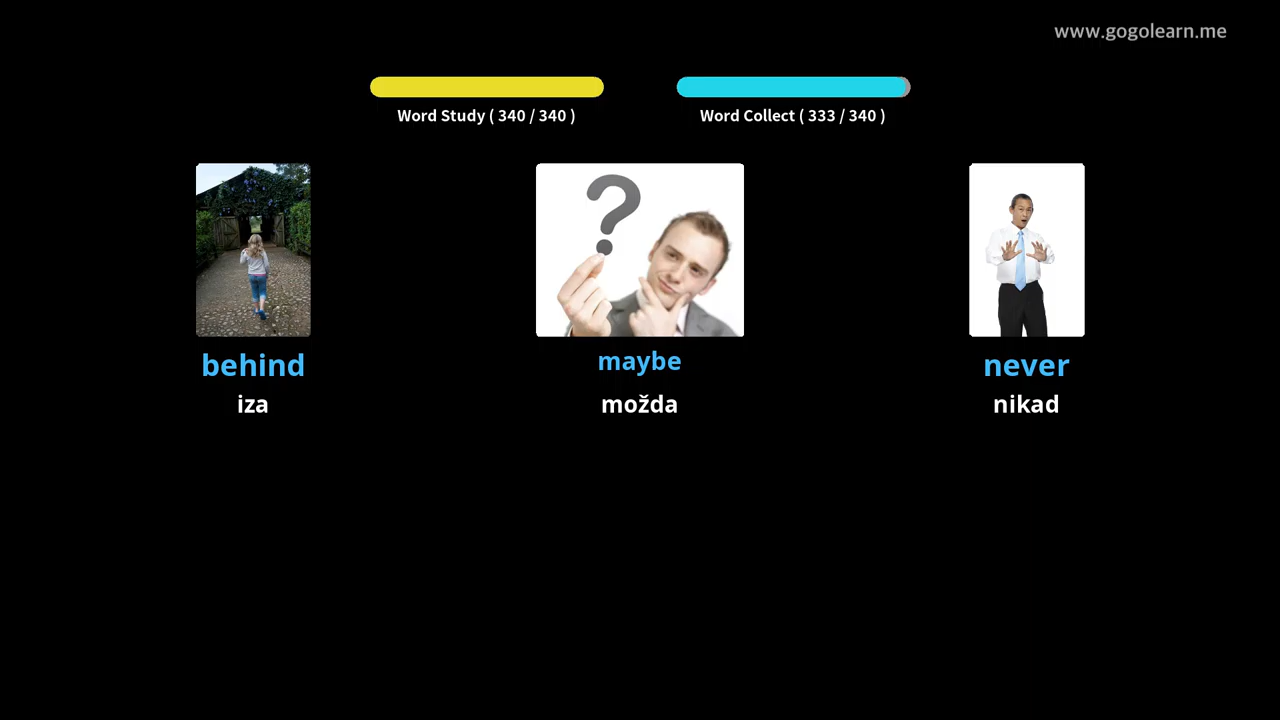 www.gogolearn.me
Word Study ( 340 / 340 )
Word Collect ( 333 / 340 )
behind
iza
maybe
možda
never
nikad